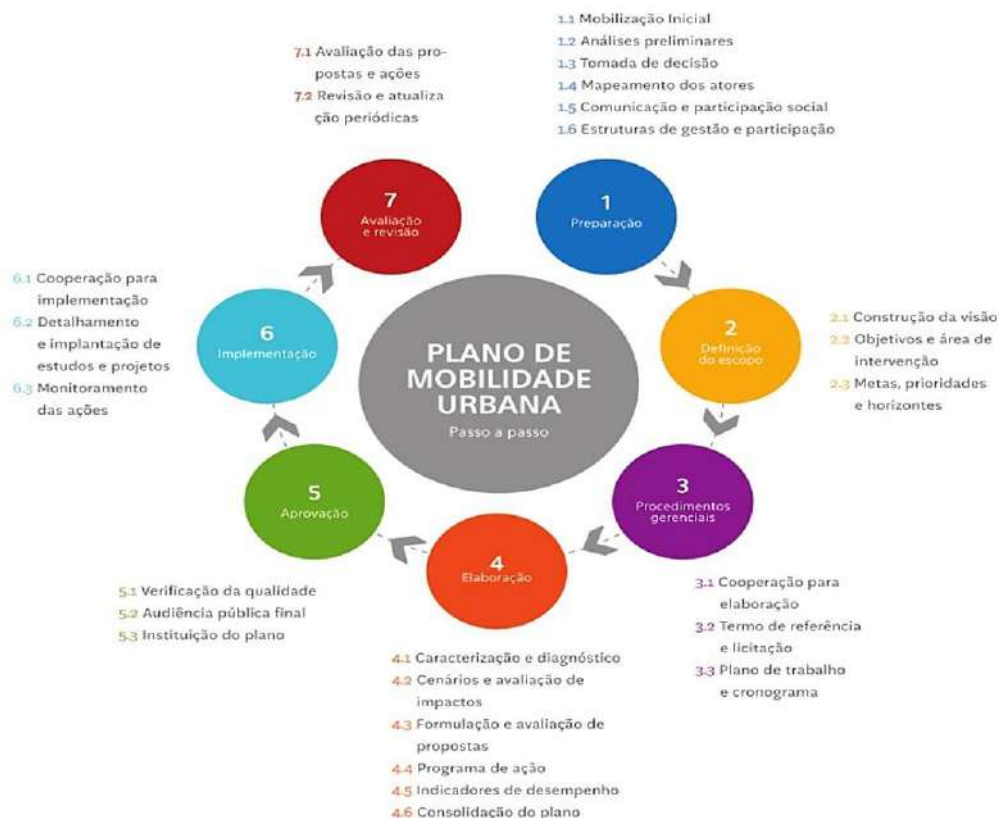 PLANO DE
MOBILIDADE
URBANA
Passo a passo
1
Preparação
1.1 Mobilização Inicial
1.2 Análises preliminares
1.3 Tomada de decisão
1.4 Mapeamento dos atores
1.5 Comunicação e participação social
1.6 Estruturas de gestão e participação
2
Definição
do escopo
2.1 Construção da visão
2.2 Objetivos e área de
intervenção
2.3 Metas, prioridades
e horizontes
3
Procedimentos
gerenciais
3.1 Cooperação para
elaboração
3.2 Termo de referência
e licitação
3.3 Plano de trabalho
e cronograma
4
Elaboração
4.1 Caracterização e diagnóstico
4.2 Cenários e avaliação de
impactos
4.3 Formulação e avaliação de
propostas
4.4 Programa de ação
4.5 Indicadores de desempenho
4.6 Consolidação do plano
5
Aprovação
5.1 Verificação da qualidade
5.2 Audiência pública final
5.3 Instituição do plano
6
Implementação
6.1 Cooperação para
implementação
6.2 Detalhamento
e implantação de
estudos e projetos
6.3 Monitoramento
das ações
7
Avaliação
e revisão
7.1 Avaliação das pro-
postas e ações
7.2 Revisão e atualiza
ção periódicas